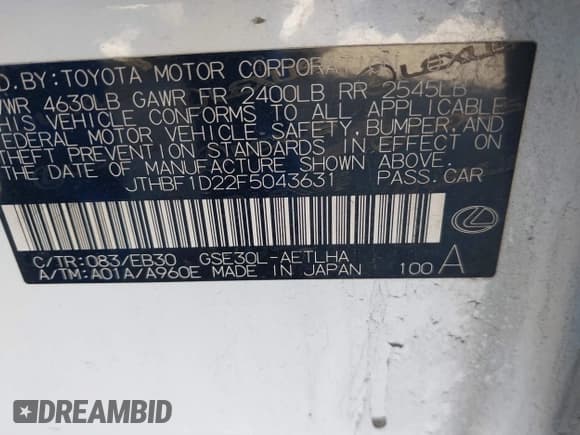 D. BY: TOYOTA MOTOR CORPORA
LEXUS
VWR 4630LB GAWR FR 2400LB RR 2545LB
THIS VEHICLE CONFORMS TO ALL APPLICABLE
FEDERAL MOTOR VEHICLE SAFETY, BUMPER, AND
THEFT PREVENTION STANDARDS IN EFFECT ON
THE DATE OF MANUFACTURE SHOWN ABOVE.
JTHBF1D22F5043631 PASS. CAR
C/TR: 083/EB30 GSE30L-AETLHA
A/TM: A01A/A960E MADE IN JAPAN 100 A
DREAMBID